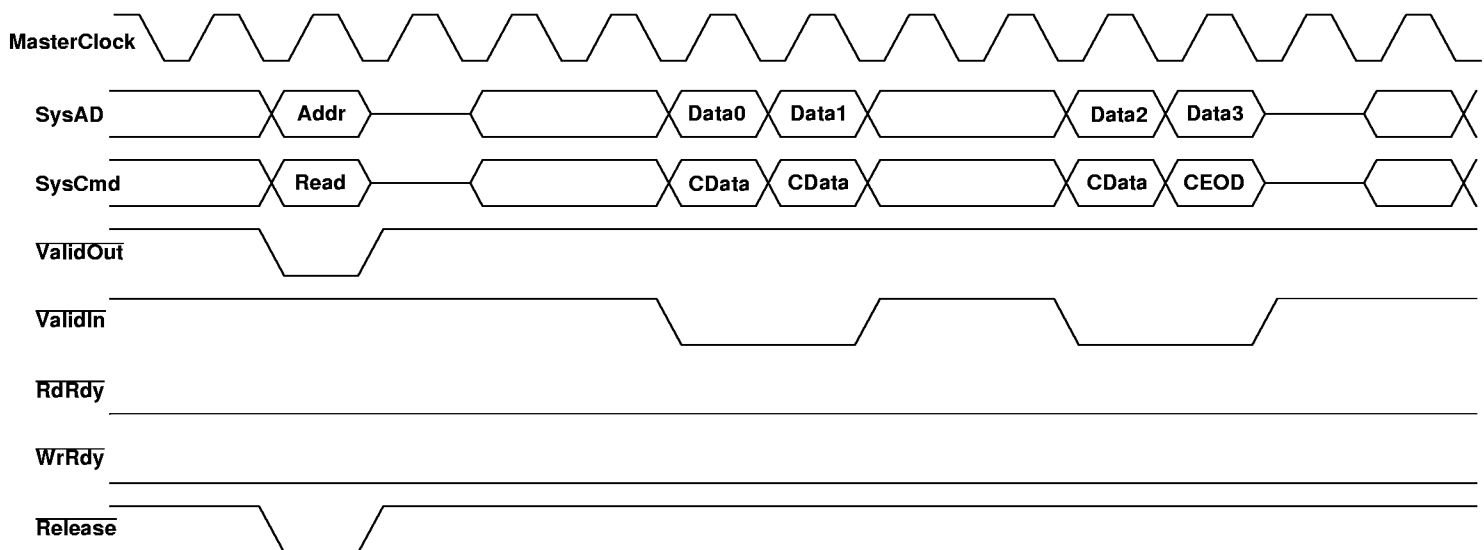 MasterClock
SysAD Addr Data0 Data1 Data2 Data3
SysCmd Read CData CData CData CEOD
ValidOut
ValidIn
RdRdy
WrRdy
Release